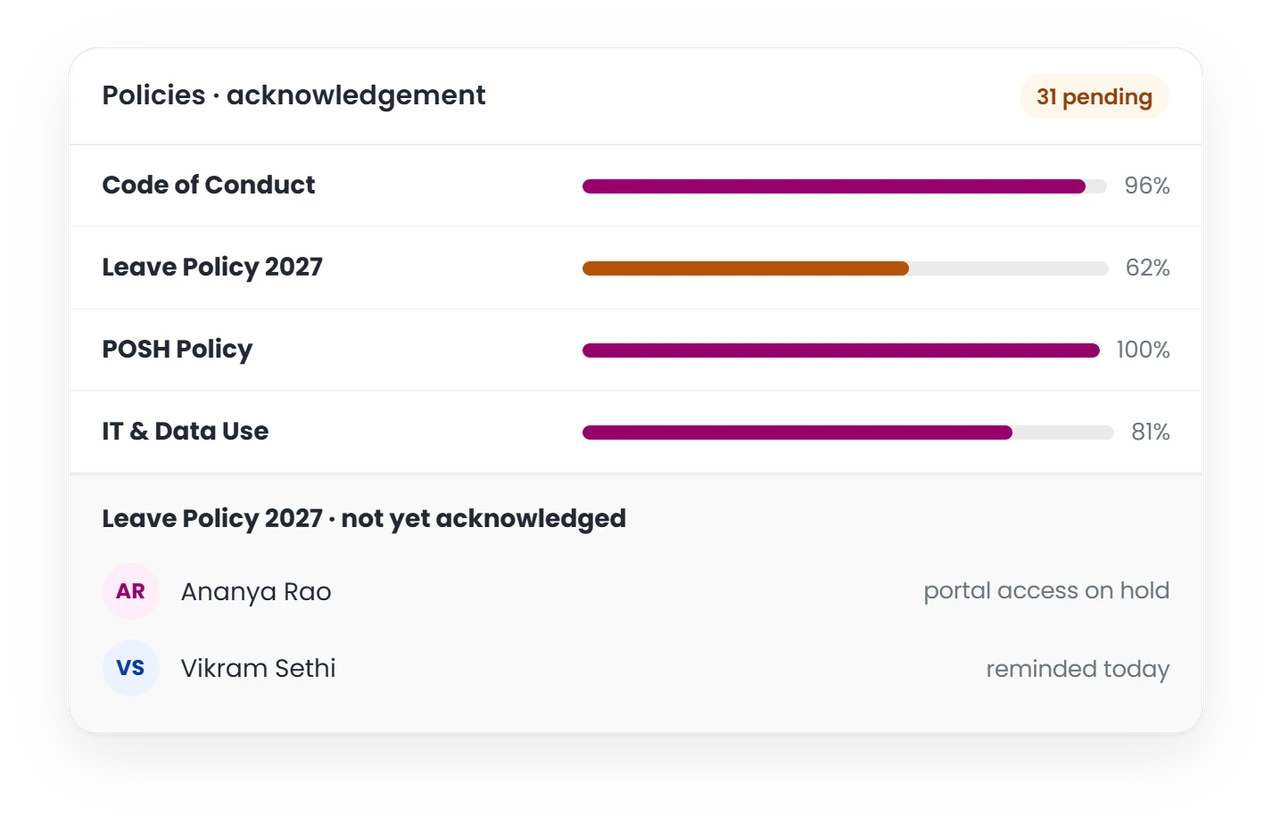 Policies · acknowledgement 31 pending
Code of Conduct 96%
Leave Policy 2027 62%
POSH Policy 100%
IT & Data Use 81%
Leave Policy 2027 · not yet acknowledged
AR Ananya Rao portal access on hold
VS Vikram Sethi reminded today